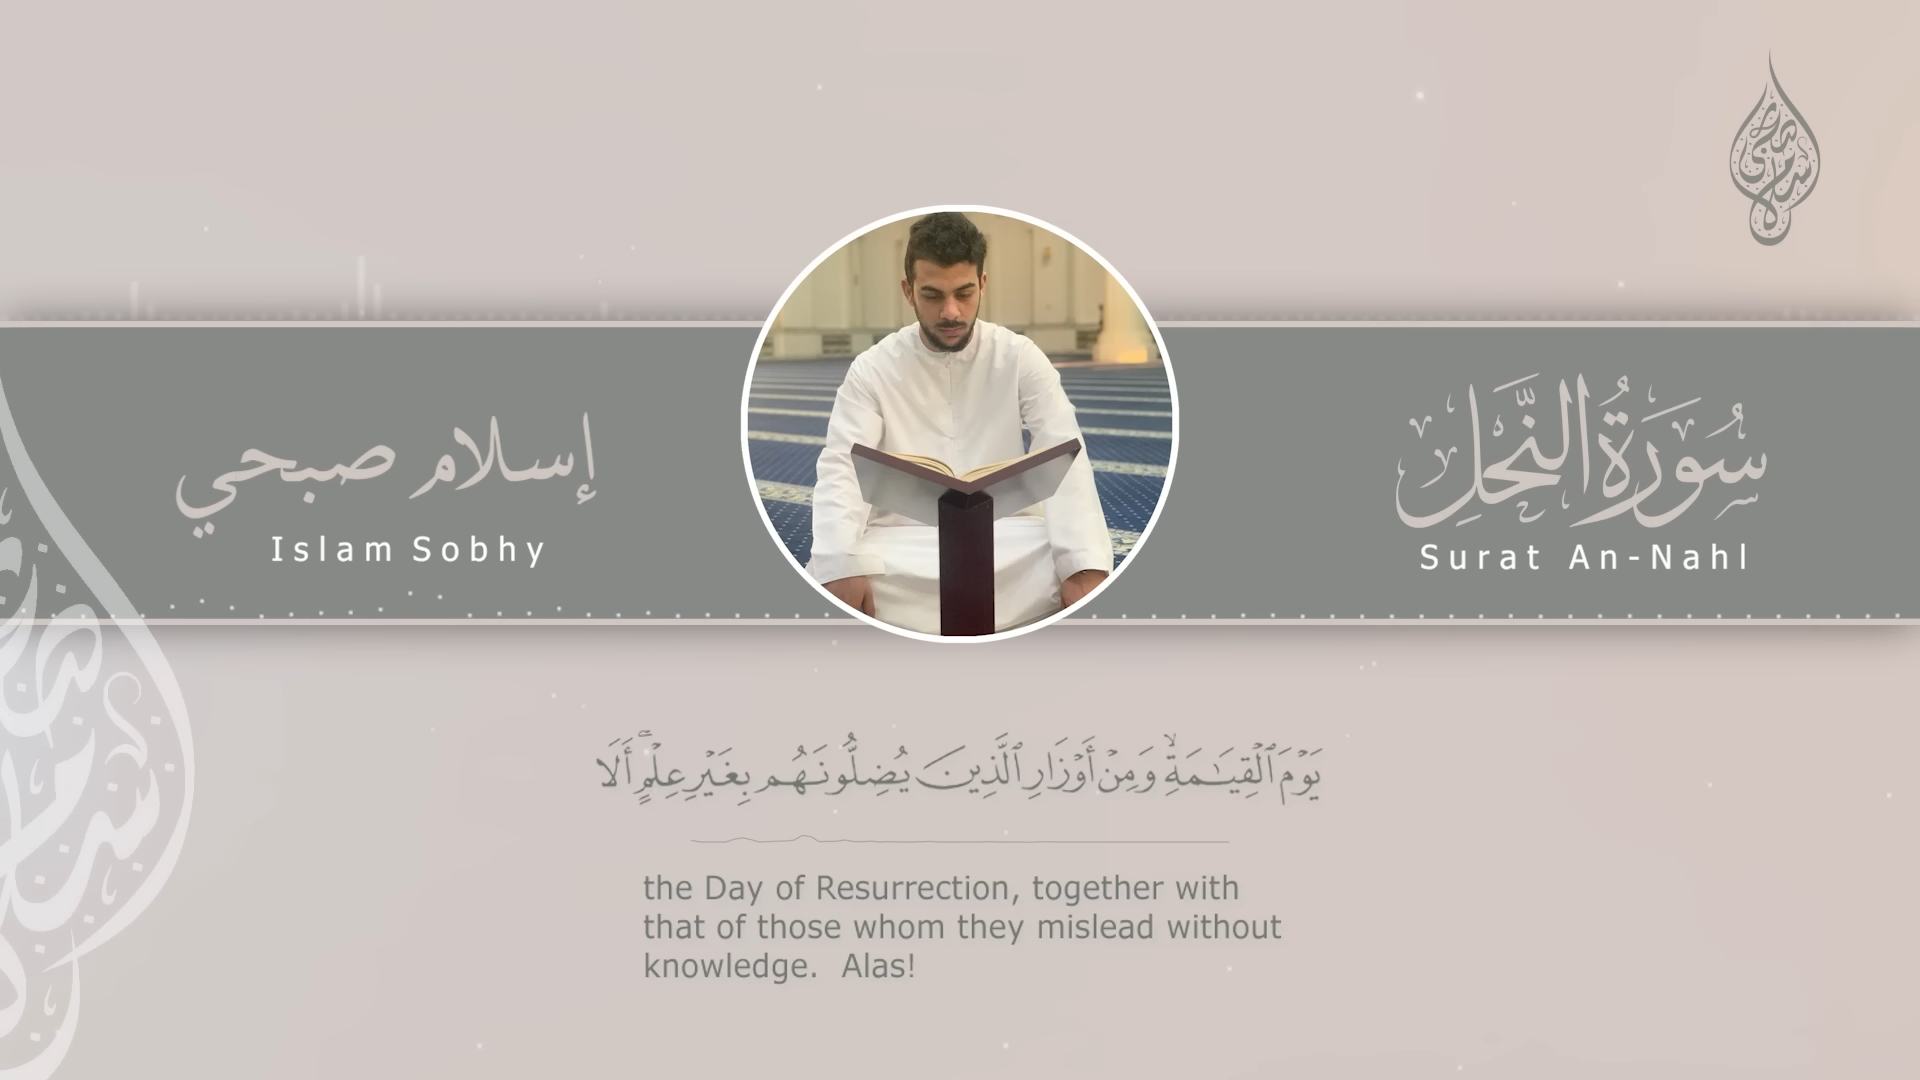 إسلام صبحي
Islam Sobhy
سُورَةُ النَّحْلِ
Surat An-Nahl
يَوْمَ ٱلْقِيَـٰمَةِ ۙ وَمِنْ أَوْزَارِ ٱلَّذِينَ يُضِلُّونَهُم بِغَيْرِ عِلْمٍ ۗ أَلَا
the Day of Resurrection, together with
that of those whom they mislead without
knowledge.  Alas!